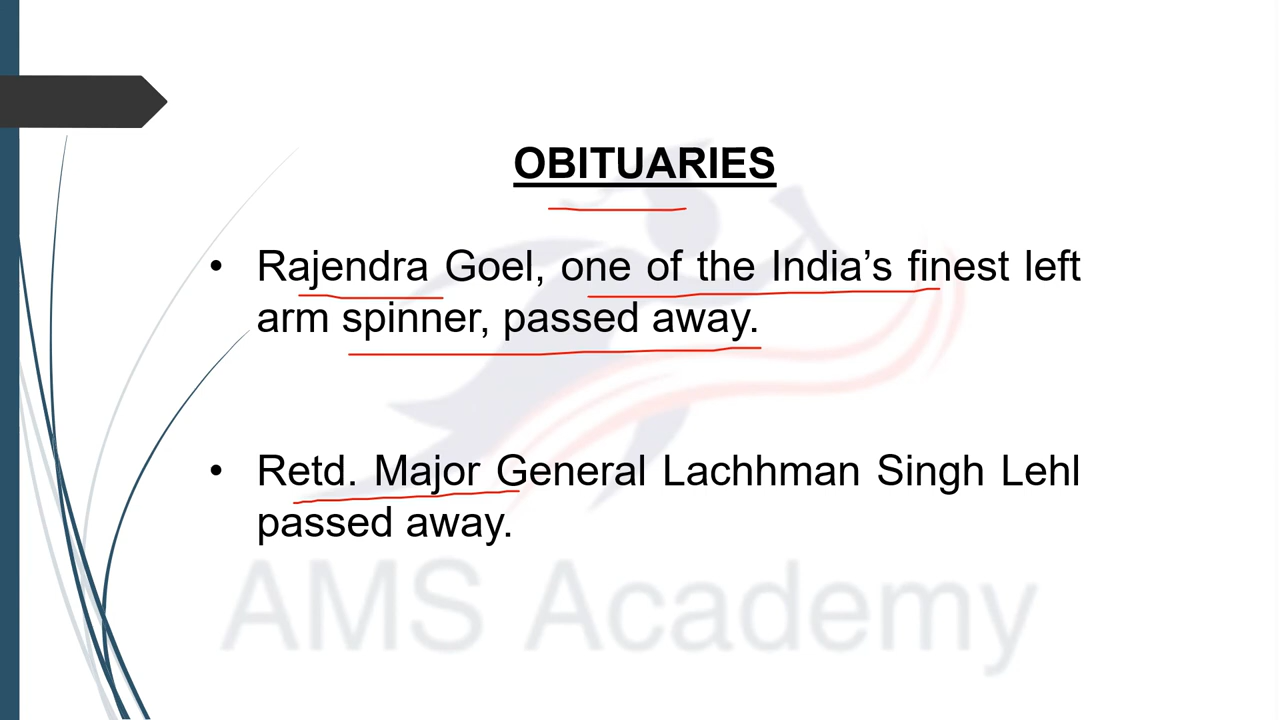 OBITUARIES
• Rajendra Goel, one of the India’s finest left
arm spinner, passed away.
• Retd. Major General Lachhman Singh Lehl
passed away.
AMS Academy